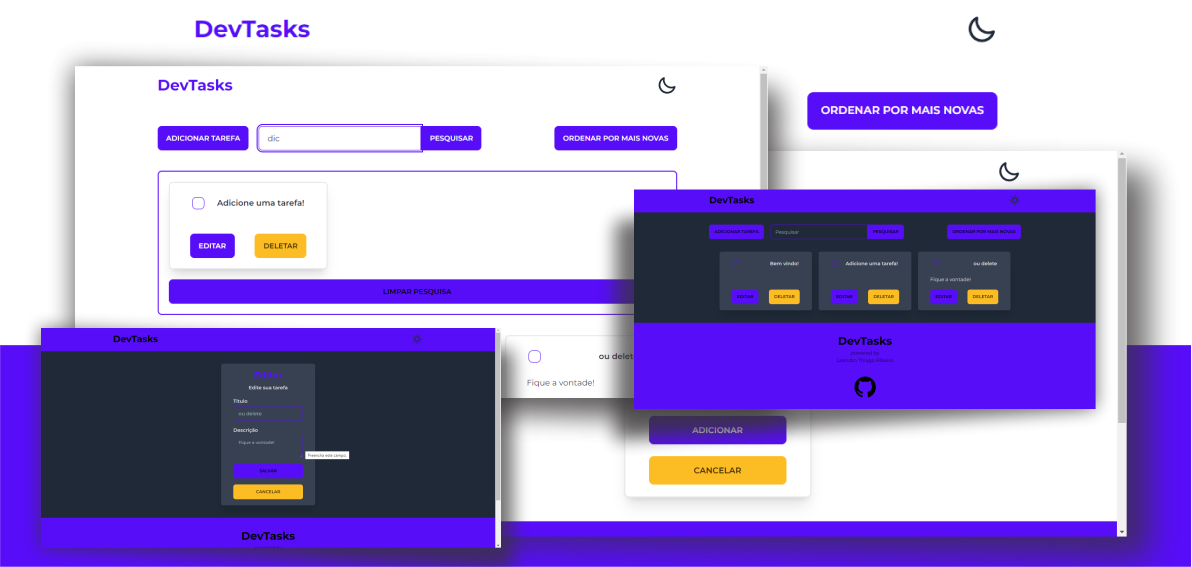 DevTasks
ORDENAR POR MAIS NOVAS
DevTasks
ADICIONAR TAREFA
dic
PESQUISAR
ORDENAR POR MAIS NOVAS
Adicione uma tarefa!
EDITAR
DELETAR
LIMPAR PESQUISA
ou delet
Fique a vontade!
ADICIONAR
CANCELAR
DevTasks
ADICIONAR TAREFA
Pesquisar
PESQUISAR
ORDENAR POR MAIS NOVAS
Bem vindo!
EDITAR
DELETAR
Adicione uma tarefa!
EDITAR
DELETAR
ou delete
Fique a vontade!
EDITAR
DELETAR
DevTasks
powered by
DevTasks
Edite sua tarefa
Título
ou delete
Descrição
Fique a vontade!
Preencha este campo.
SALVAR
CANCELAR
DevTasks